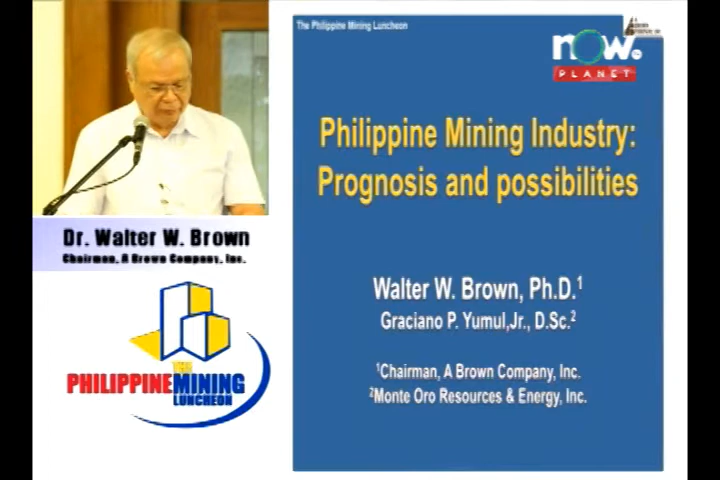 The Philippine Mining Luncheon
now.
PLANET
Philippine Mining Industry:
Prognosis and possibilities
Walter W. Brown, Ph.D.1
Graciano P. Yumul,Jr., D.Sc.2
1Chairman, A Brown Company, Inc.
2Monte Oro Resources & Energy, Inc.
Dr. Walter W. Brown
Chairman, A Brown Company, Inc.
THE
PHILIPPINEMINING
LUNCHEON